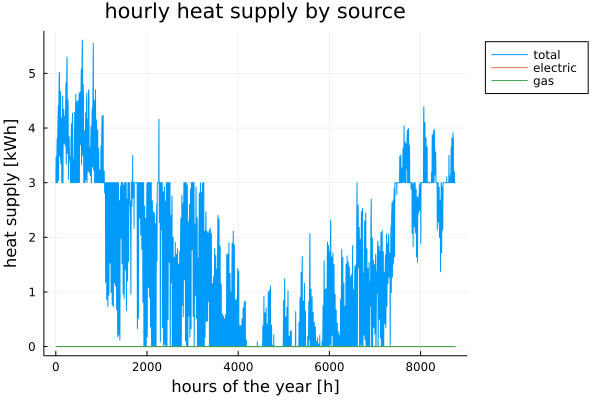 hourly heat supply by source
heat supply [kWh]
5
4
3
2
1
0
0 2000 4000 6000 8000
hours of the year [h]
total
electric
gas